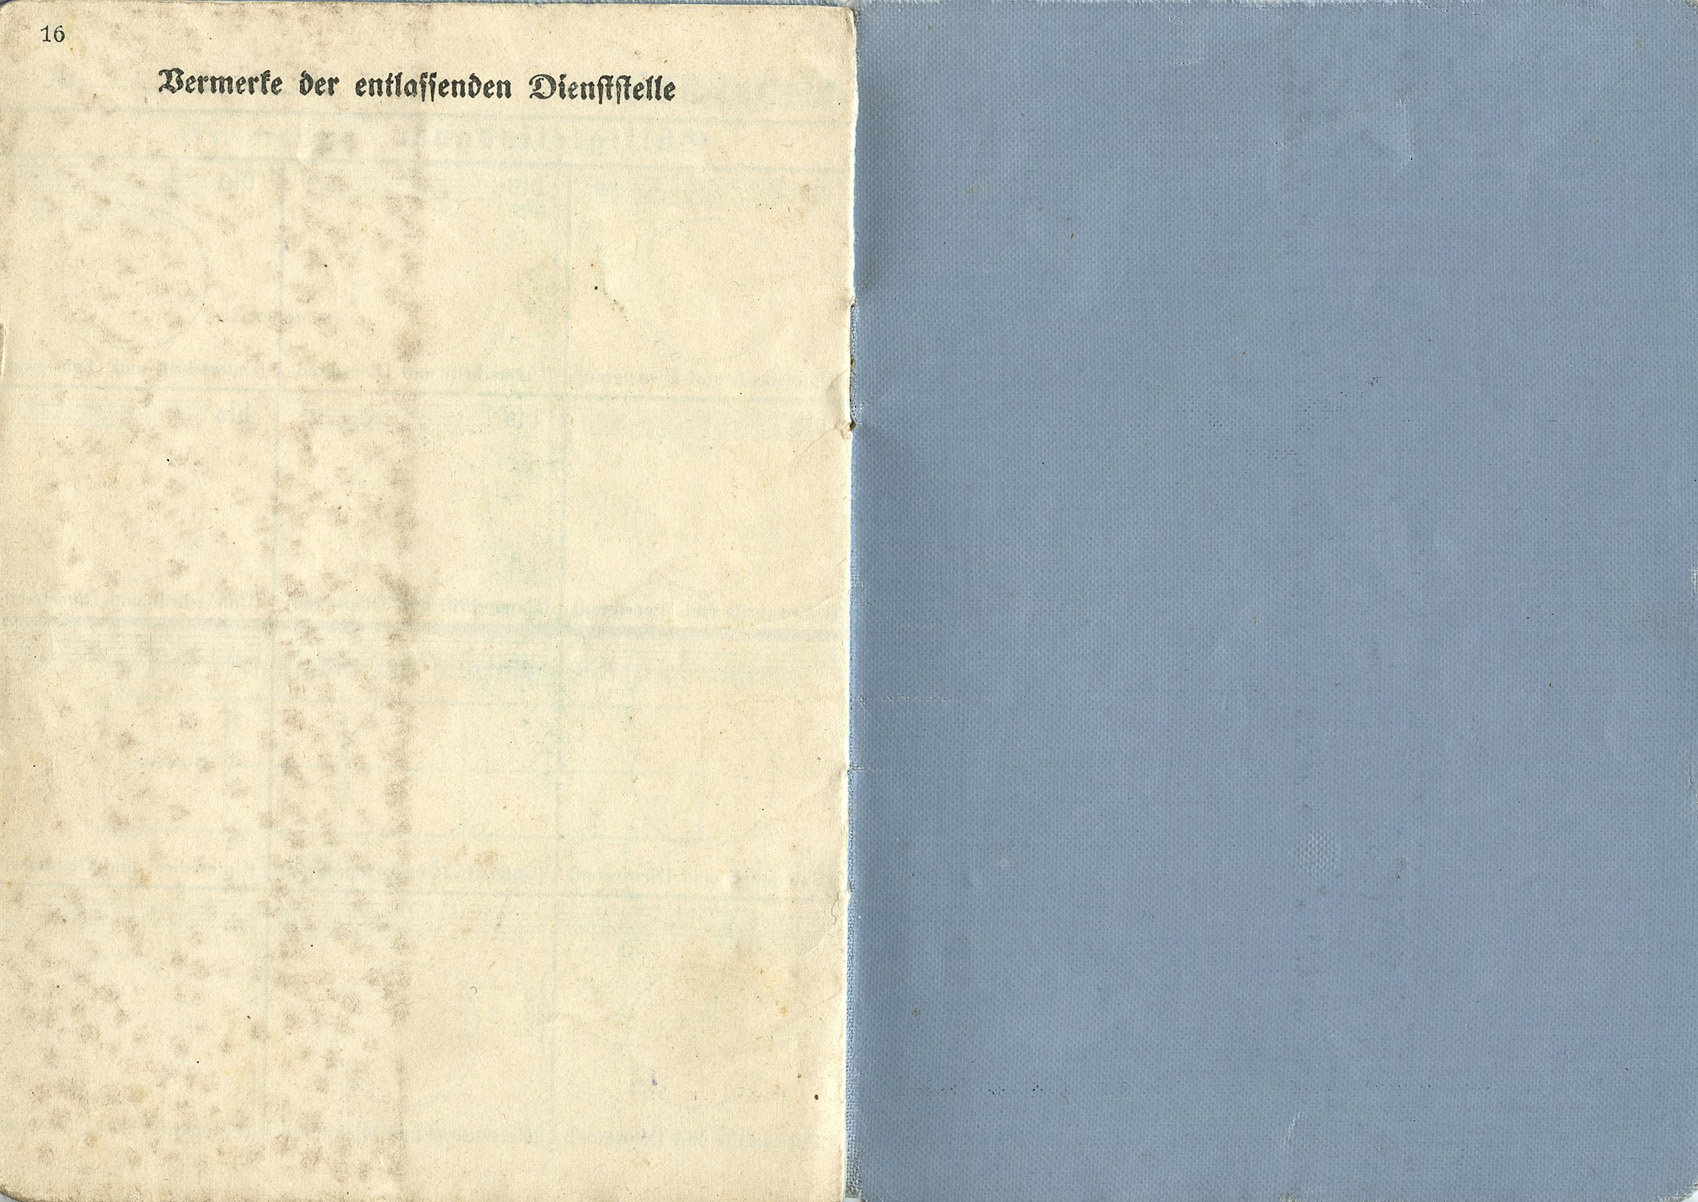 16
Vermerke der entlassenden Dienststelle